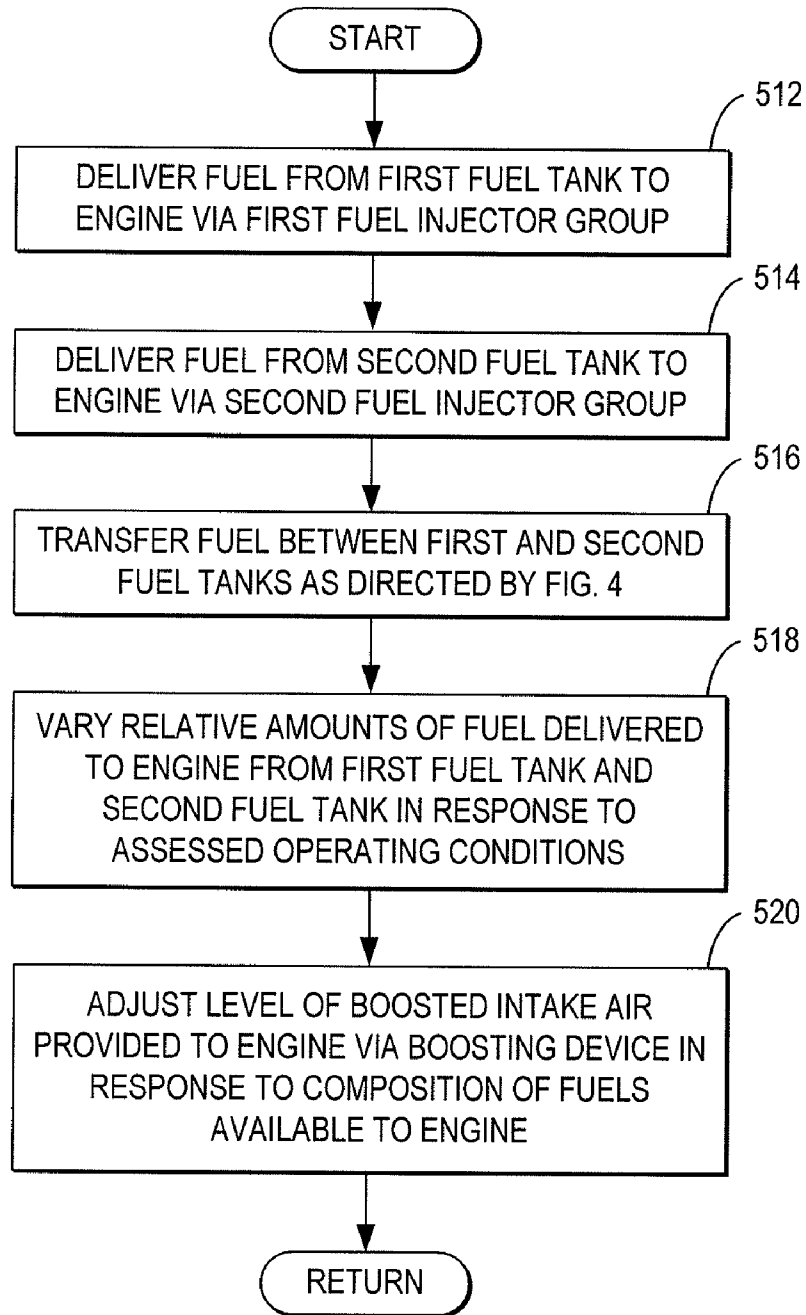 START
512
DELIVER FUEL FROM FIRST FUEL TANK TO
ENGINE VIA FIRST FUEL INJECTOR GROUP
514
DELIVER FUEL FROM SECOND FUEL TANK TO
ENGINE VIA SECOND FUEL INJECTOR GROUP
516
TRANSFER FUEL BETWEEN FIRST AND SECOND
FUEL TANKS AS DIRECTED BY FIG. 4
518
VARY RELATIVE AMOUNTS OF FUEL DELIVERED
TO ENGINE FROM FIRST FUEL TANK AND
SECOND FUEL TANK IN RESPONSE TO
ASSESSED OPERATING CONDITIONS
520
ADJUST LEVEL OF BOOSTED INTAKE AIR
PROVIDED TO ENGINE VIA BOOSTING DEVICE IN
RESPONSE TO COMPOSITION OF FUELS
AVAILABLE TO ENGINE
RETURN